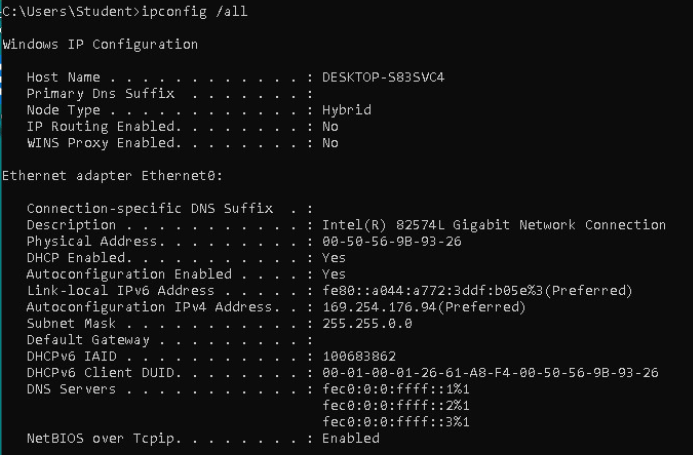 C:\Users\Student>ipconfig /all
Windows IP Configuration
Host Name . . . . . . . . . . . . : DESKTOP-S83SVC4
Primary Dns Suffix  . . . . . . . :
Node Type . . . . . . . . . . . . : Hybrid
IP Routing Enabled. . . . . . . . : No
WINS Proxy Enabled. . . . . . . . : No
Ethernet adapter Ethernet0:
Connection-specific DNS Suffix  . :
Description . . . . . . . . . . . : Intel(R) 82574L Gigabit Network Connection
Physical Address. . . . . . . . . : 00-50-56-9B-93-26
DHCP Enabled. . . . . . . . . . . : Yes
Autoconfiguration Enabled . . . . : Yes
Link-local IPv6 Address . . . . . : fe80::a044:a772:3ddf:b05e%3(Preferred)
Autoconfiguration IPv4 Address. . : 169.254.176.94(Preferred)
Subnet Mask . . . . . . . . . . . : 255.255.0.0
Default Gateway . . . . . . . . . :
DHCPv6 IAID . . . . . . . . . . . : 100683862
DHCPv6 Client DUID. . . . . . . . : 00-01-00-01-26-61-A8-F4-00-50-56-9B-93-26
DNS Servers . . . . . . . . . . . : fec0:0:0:ffff::1%1
fec0:0:0:ffff::2%1
fec0:0:0:ffff::3%1
NetBIOS over Tcpip. . . . . . . . : Enabled